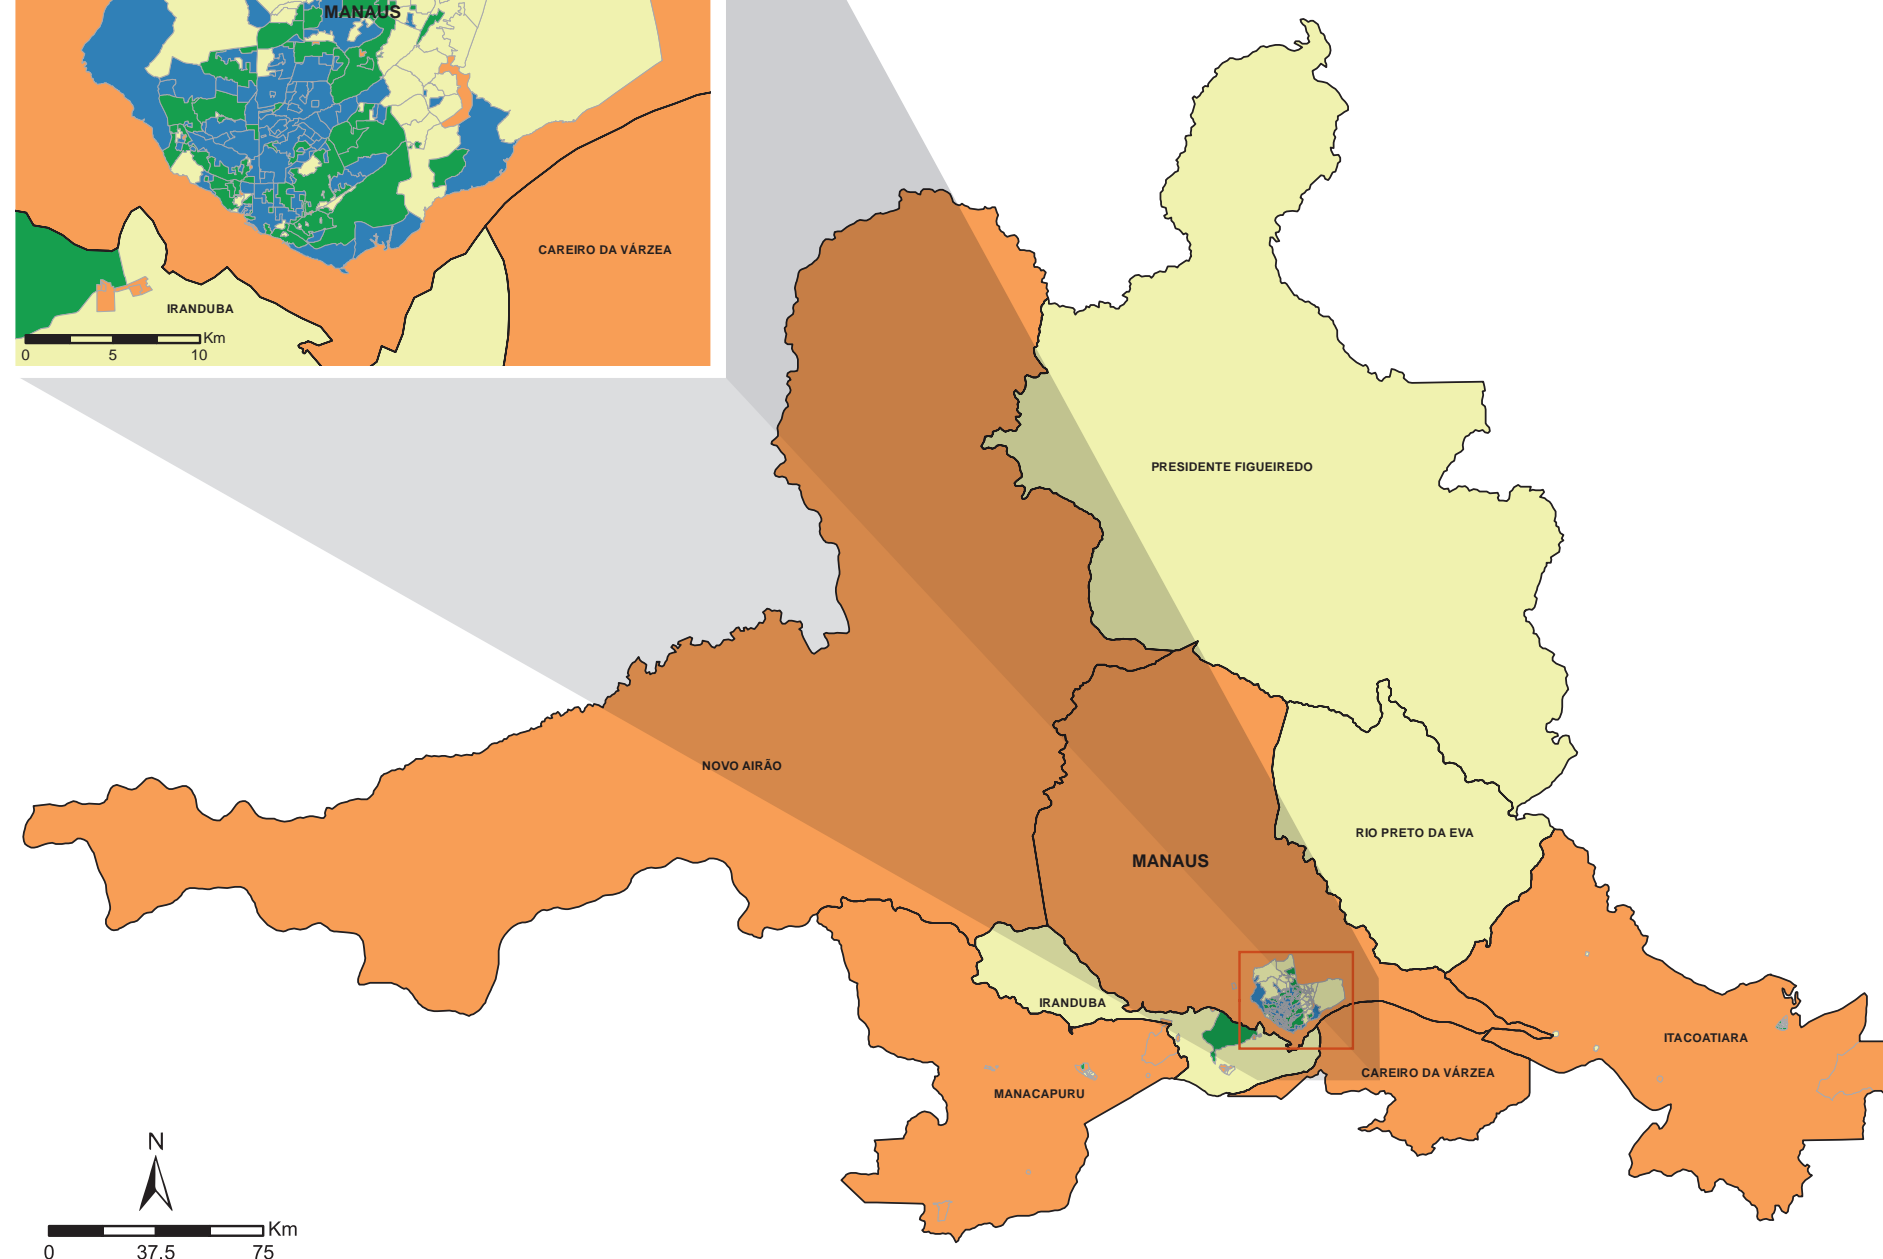 MANAUS
CAREIRO DA VÁRZEA
IRANDUBA
Km
0 5 10
PRESIDENTE FIGUEIREDO
NOVO AIRÃO
RIO PRETO DA EVA
MANAUS
IRANDUBA
ITACOATIARA
CAREIRO DA VÁRZEA
MANACAPURU
N
Km
0 37.5 75